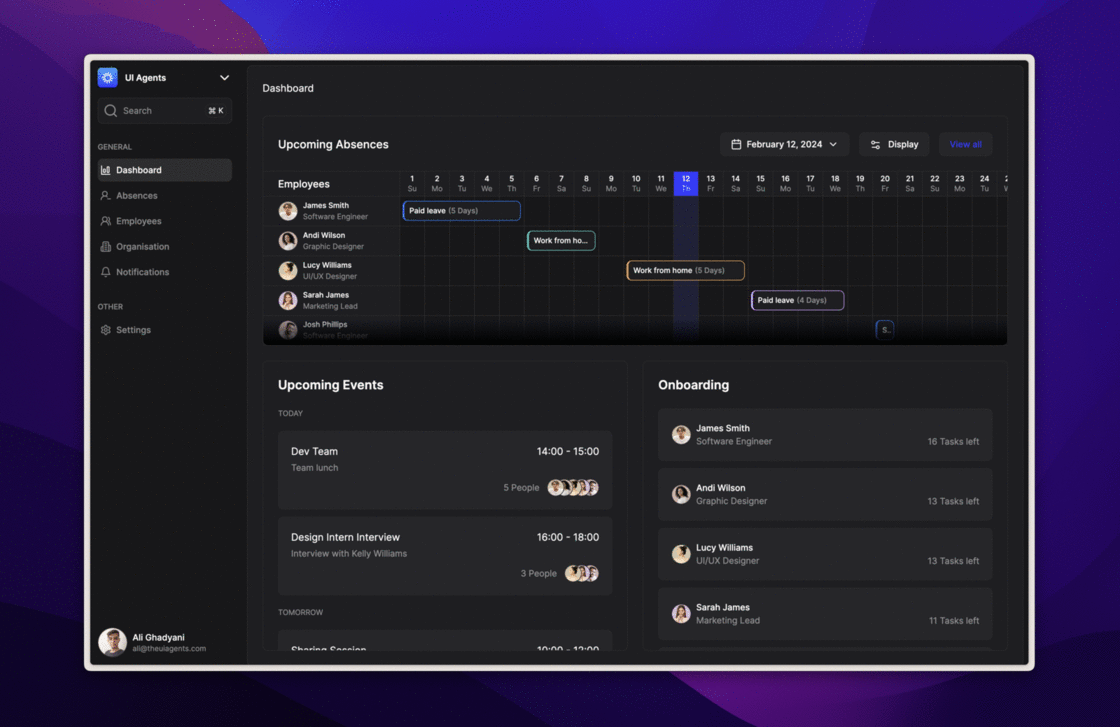 UI Agents
Search ⌘ K
GENERAL
Dashboard
Absences
Employees
Organisation
Notifications
OTHER
Settings
Ali Ghadyani
ali@theuiagents.com
Dashboard
Upcoming Absences
February 12, 2024
Display
View all
Employees
1 2 3 4 5 6 7 8 9 10 11 12 13 14 15 16 17 18 19 20 21 22 23 24
Su Mo Tu We Th Fr Sa Su Mo Tu We Th Fr Sa Su Mo Tu We Th Fr Sa Su Mo Tu
James Smith
Software Engineer
Paid leave (5 Days)
Andi Wilson
Graphic Designer
Work from ho...
Lucy Williams
UI/UX Designer
Work from home (5 Days)
Sarah James
Marketing Lead
Paid leave (4 Days)
Josh Phillips
Software Engineer
S..
Upcoming Events
TODAY
Dev Team 14:00 - 15:00
Team lunch
5 People
Design Intern Interview 16:00 - 18:00
Interview with Kelly Williams
3 People
TOMORROW
Sharing Session 10:00 - 12:00
Onboarding
James Smith
Software Engineer
16 Tasks left
Andi Wilson
Graphic Designer
13 Tasks left
Lucy Williams
UI/UX Designer
13 Tasks left
Sarah James
Marketing Lead
11 Tasks left